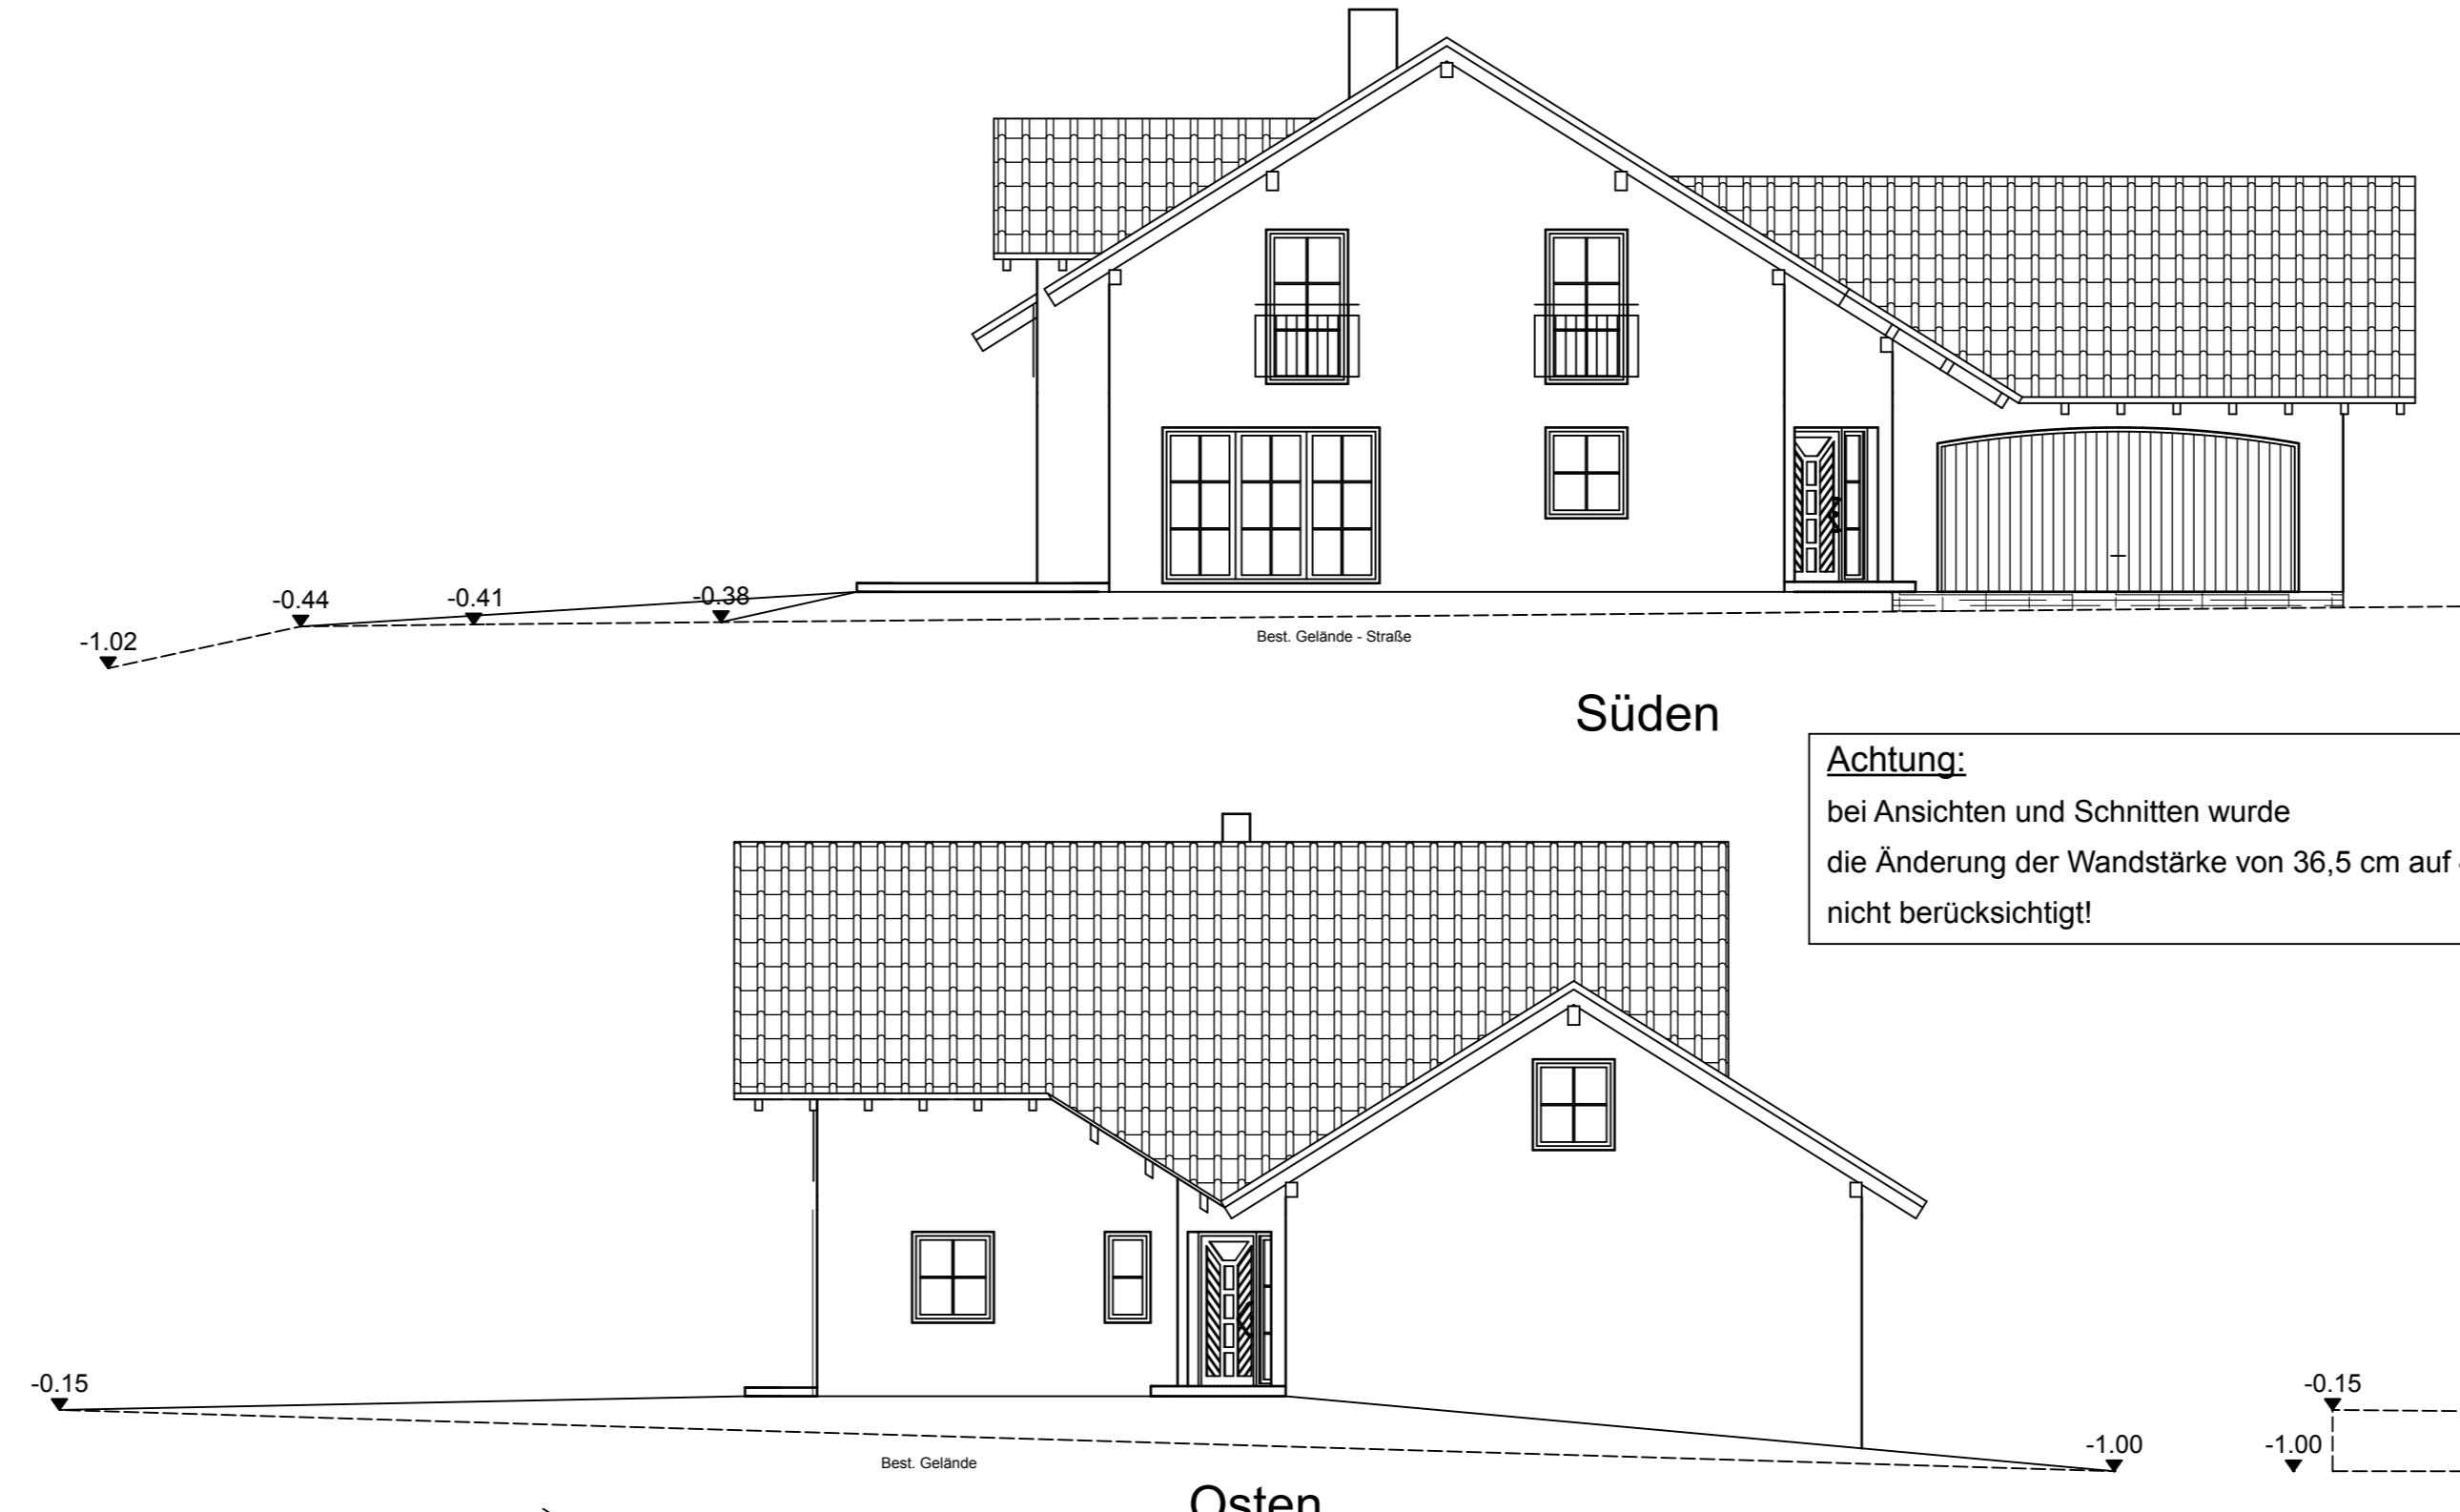 -0.44
-0.41
-0.38
-1.02
Best. Gelände - Straße
Süden
Achtung:
bei Ansichten und Schnitten wurde
die Änderung der Wandstärke von 36,5 cm auf
nicht berücksichtigt!
-0.15
-0.15
-1.00
-1.00
Best. Gelände
Osten